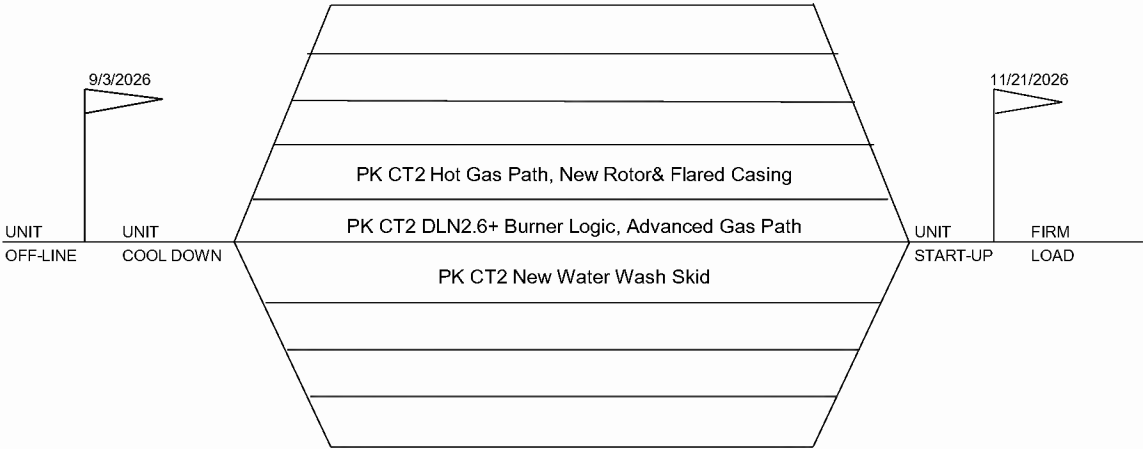 9/3/2026
11/21/2026
PK CT2 Hot Gas Path, New Rotor& Flared Casing
PK CT2 DLN2.6+ Burner Logic, Advanced Gas Path
UNIT
OFF-LINE
UNIT
COOL DOWN
UNIT
START-UP
FIRM
LOAD
PK CT2 New Water Wash Skid